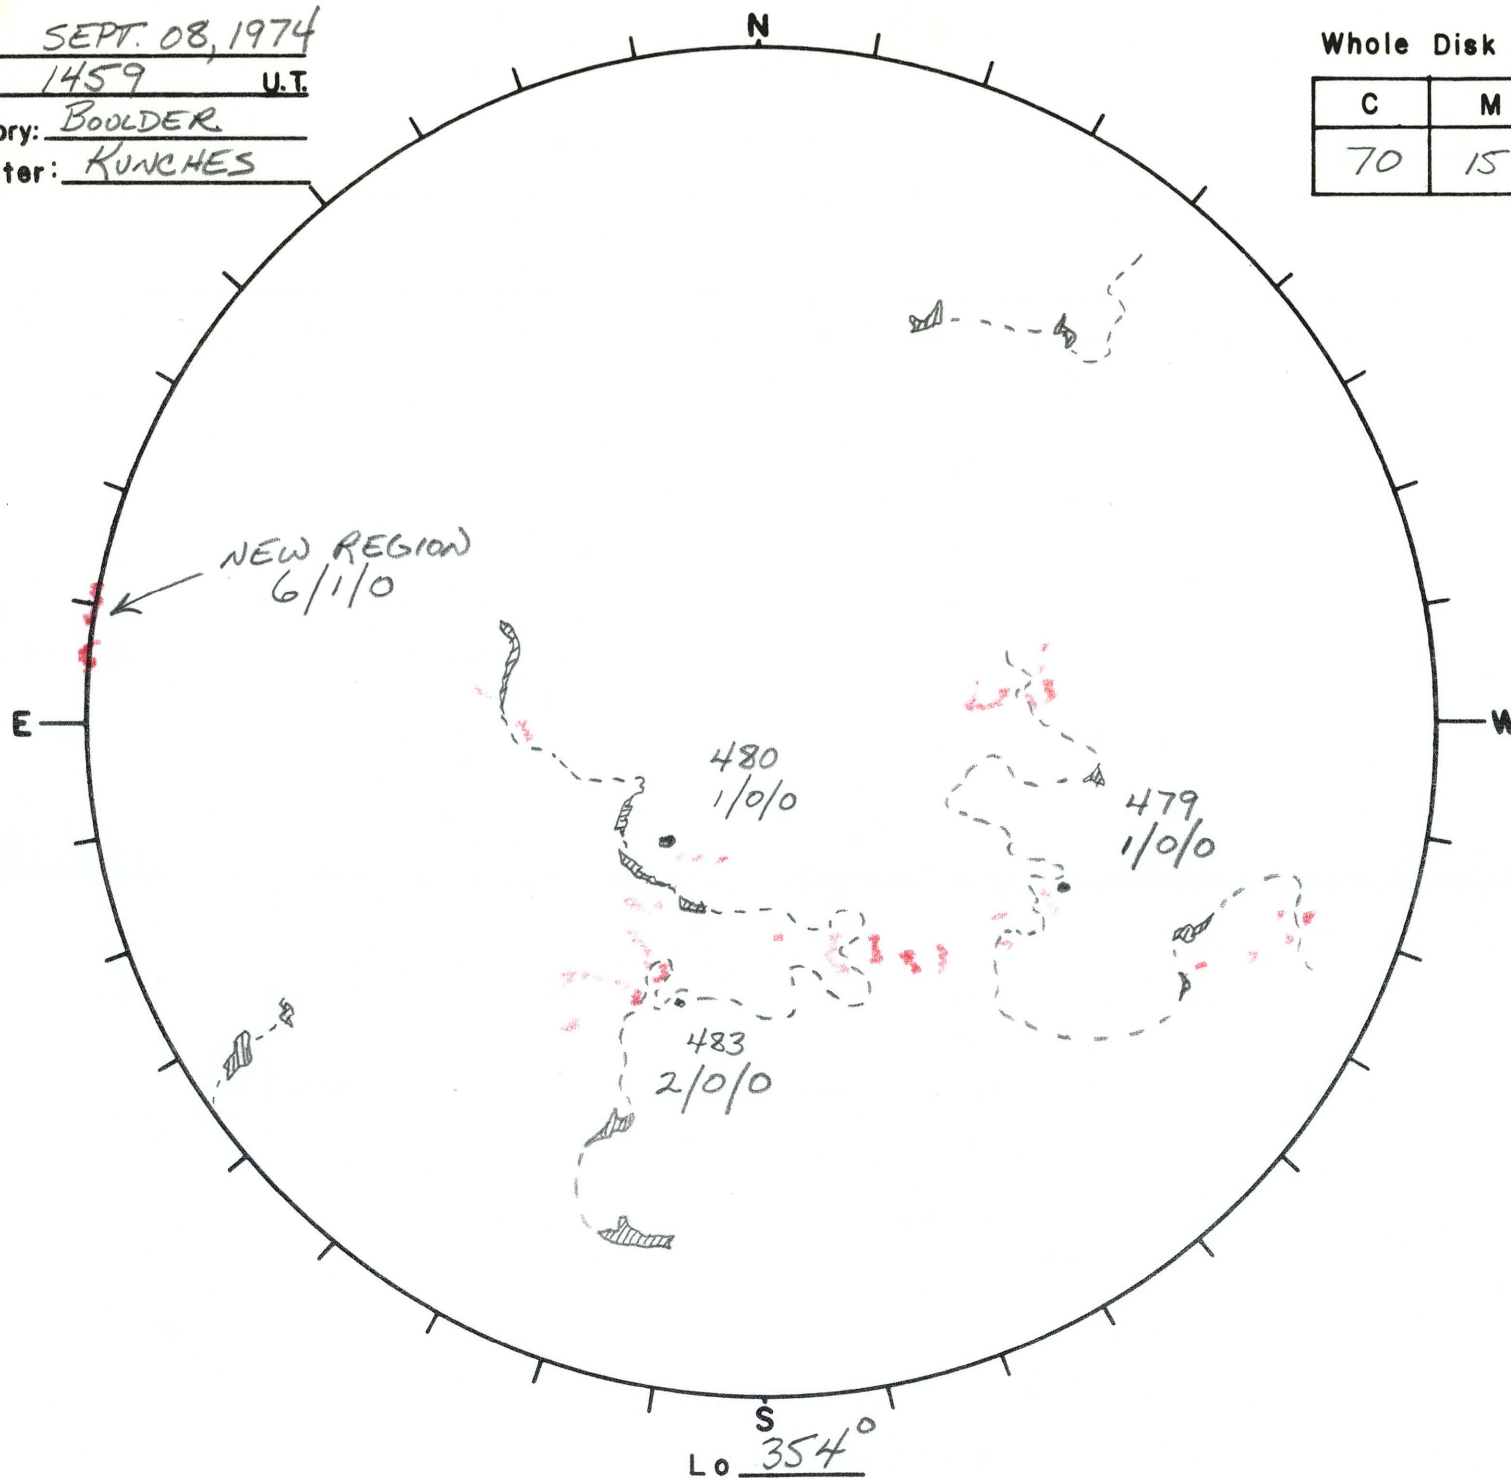 SEPT. 08, 1974
1459 U.T.
ory: BOULDER
ter: KUNCHES
N
Whole Disk
C M
70 15
NEW REGION
6/1/0
E
W
480
1/0/0
479
1/0/0
483
2/0/0
S
Lo 354°